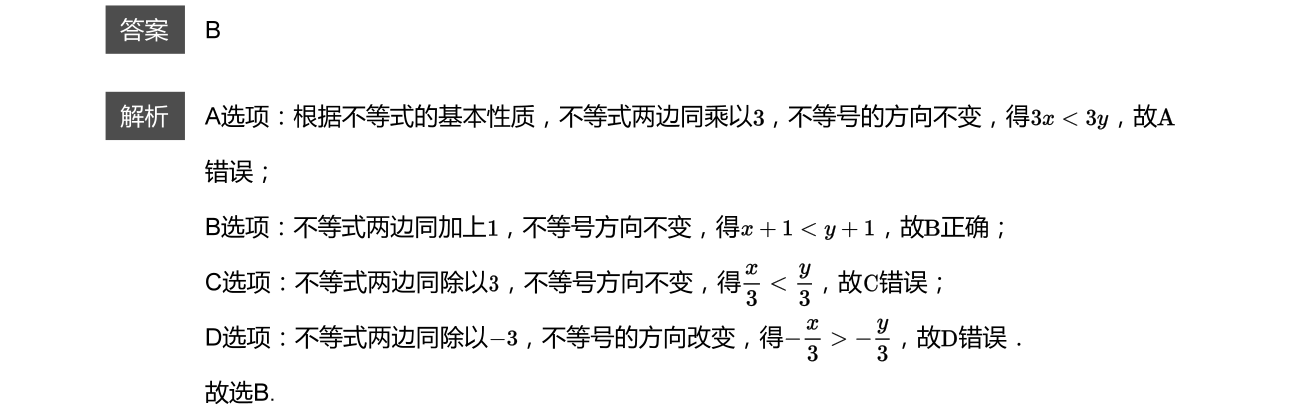 答案 B
解析 A选项：根据不等式的基本性质，不等式两边同乘以3，不等号的方向不变，得3x < 3y，故A
错误；
B选项：不等式两边同加上1，不等号方向不变，得x + 1 < y + 1，故B正确；
C选项：不等式两边同除以3，不等号方向不变，得x/3 < y/3，故C错误；
D选项：不等式两边同除以−3，不等号的方向改变，得−x/3 > −y/3，故D错误．
故选B.